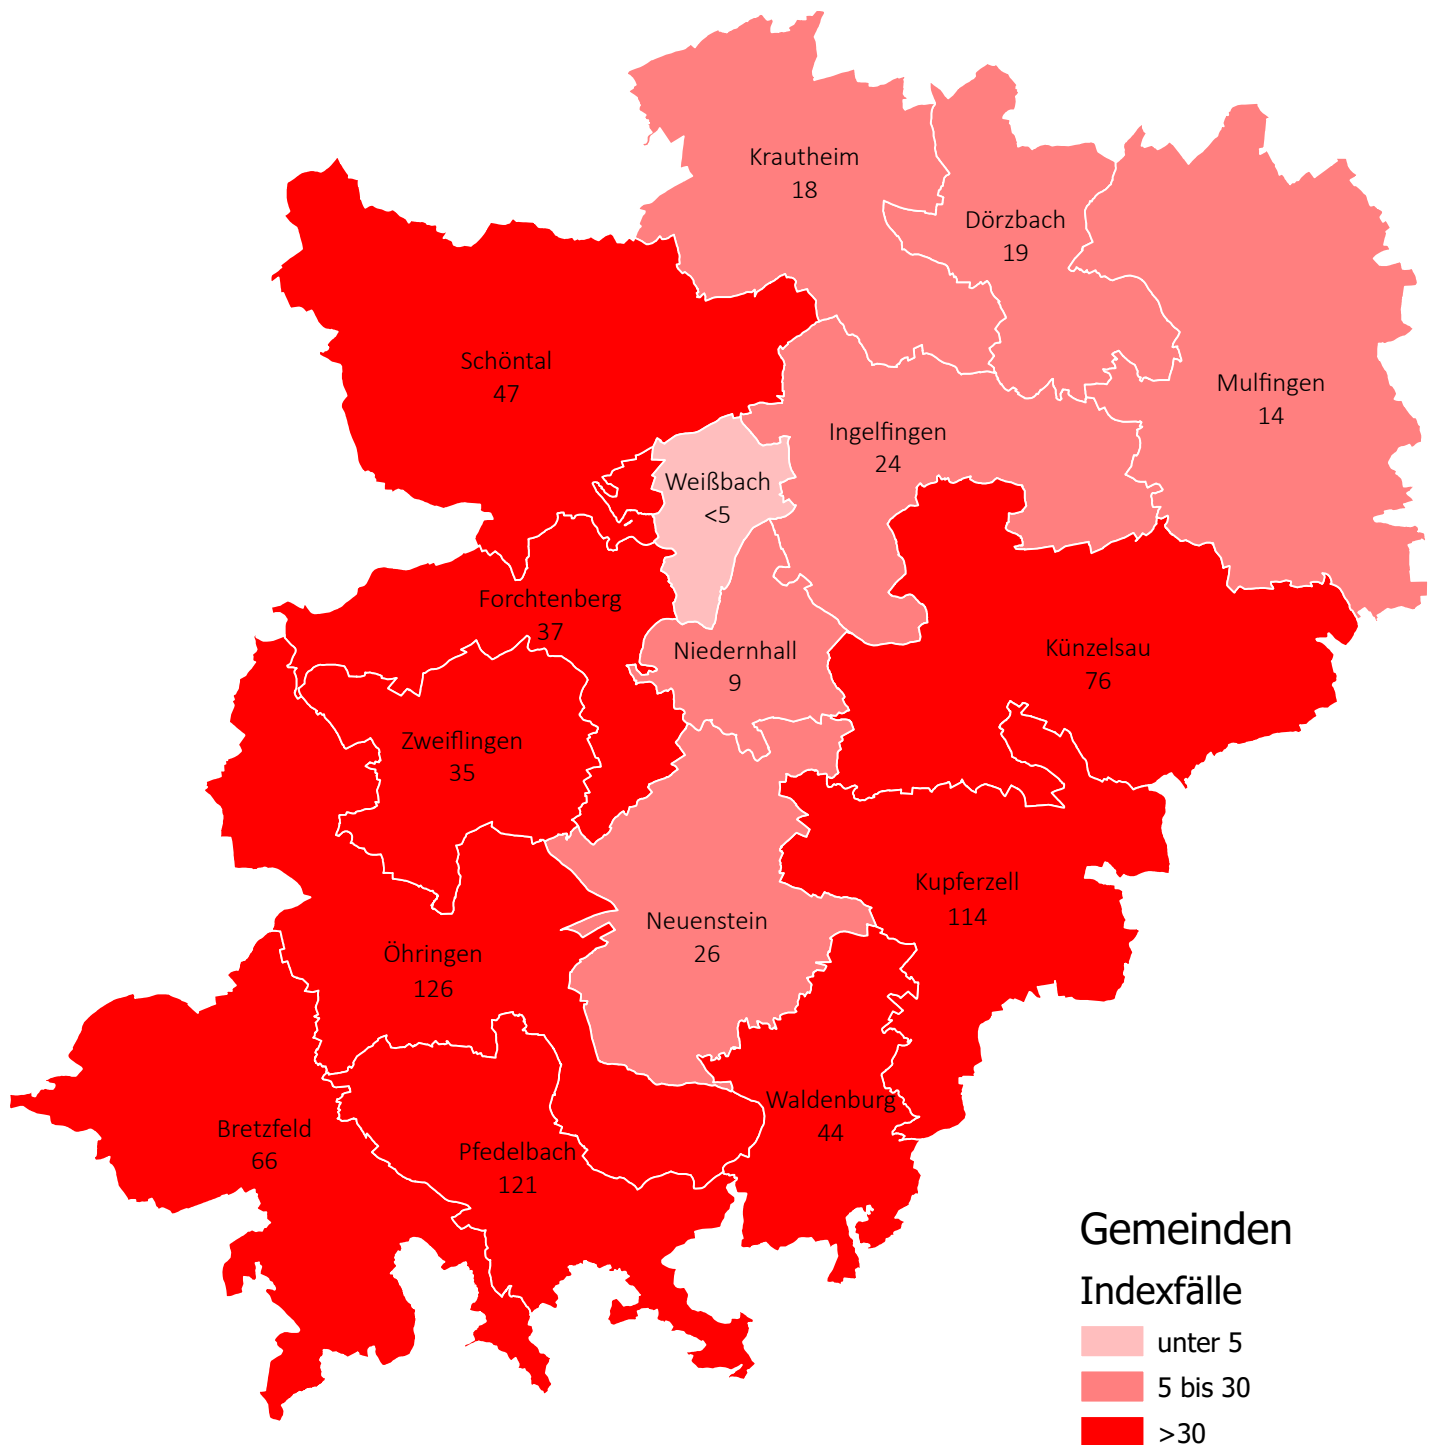 Krautheim
18
Dörzbach
19
Schöntal
47
Mulfingen
14
Ingelfingen
24
Weißbach
<5
Forchtenberg
37
Niedernhall
9
Künzelsau
76
Zweiflingen
35
Kupferzell
114
Neuenstein
26
Öhringen
126
Waldenburg
44
Bretzfeld
66
Pfedelbach
121
Gemeinden
Indexfälle
unter 5
5 bis 30
>30